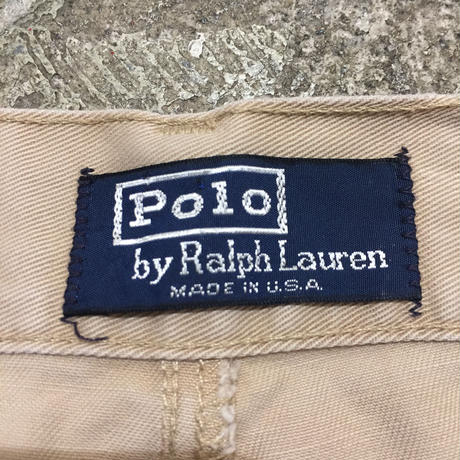 Polo
by Ralph Lauren
MADE IN U.S.A.